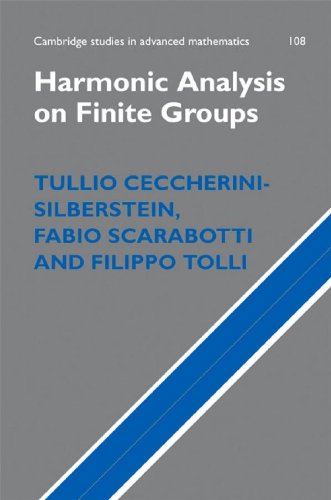 Cambridge studies in advanced mathematics 108
Harmonic Analysis
on Finite Groups
TULLIO CECCHERINI-
SILBERSTEIN,
FABIO SCARABOTTI
AND FILIPPO TOLLI